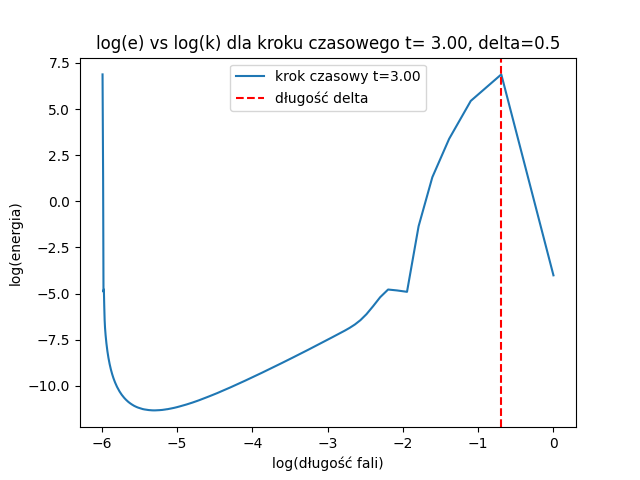 log(e) vs log(k) dla kroku czasowego t= 3.00, delta=0.5
krok czasowy t=3.00
długość delta
7.5
5.0
2.5
0.0
−2.5
−5.0
−7.5
−10.0
log(energia)
−6 −5 −4 −3 −2 −1 0
log(długość fali)